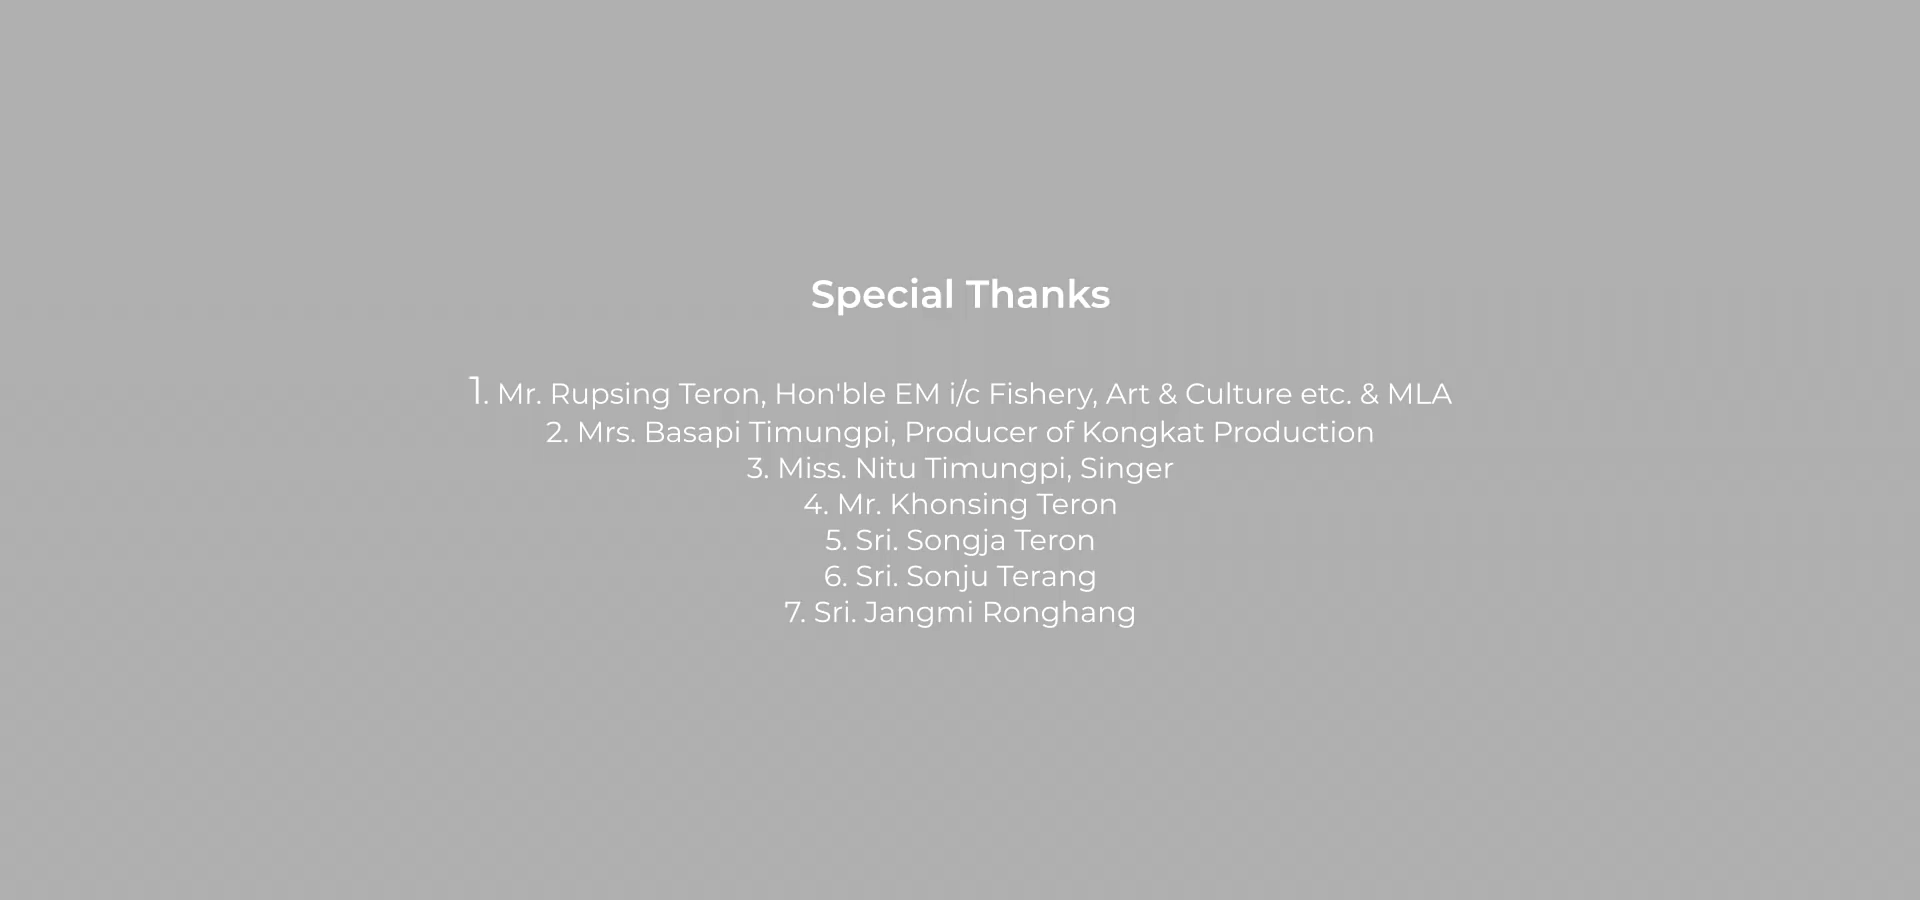 Special Thanks
1. Mr. Rupsing Teron, Hon'ble EM i/c Fishery, Art & Culture etc. & MLA
2. Mrs. Basapi Timungpi, Producer of Kongkat Production
3. Miss. Nitu Timungpi, Singer
4. Mr. Khonsing Teron
5. Sri. Songja Teron
6. Sri. Sonju Terang
7. Sri. Jangmi Ronghang